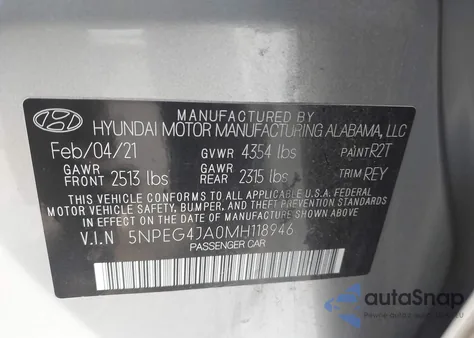 MANUFACTURED BY
HYUNDAI MOTOR MANUFACTURING ALABAMA, LLC
Feb/04/21 GVWR 4354 lbs PAINT R2T
GAWR FRONT 2513 lbs GAWR REAR 2315 lbs TRIM REY
THIS VEHICLE CONFORMS TO ALL APPLICABLE U.S.A FEDERAL
MOTOR VEHICLE SAFETY, BUMPER, AND THEFT PREVENTION STANDARDS
IN EFFECT ON THE DATE OF MANUFACTURE SHOWN ABOVE.
V.I.N 5NPEG4JA0MH118946
PASSENGER CAR
autoSnap